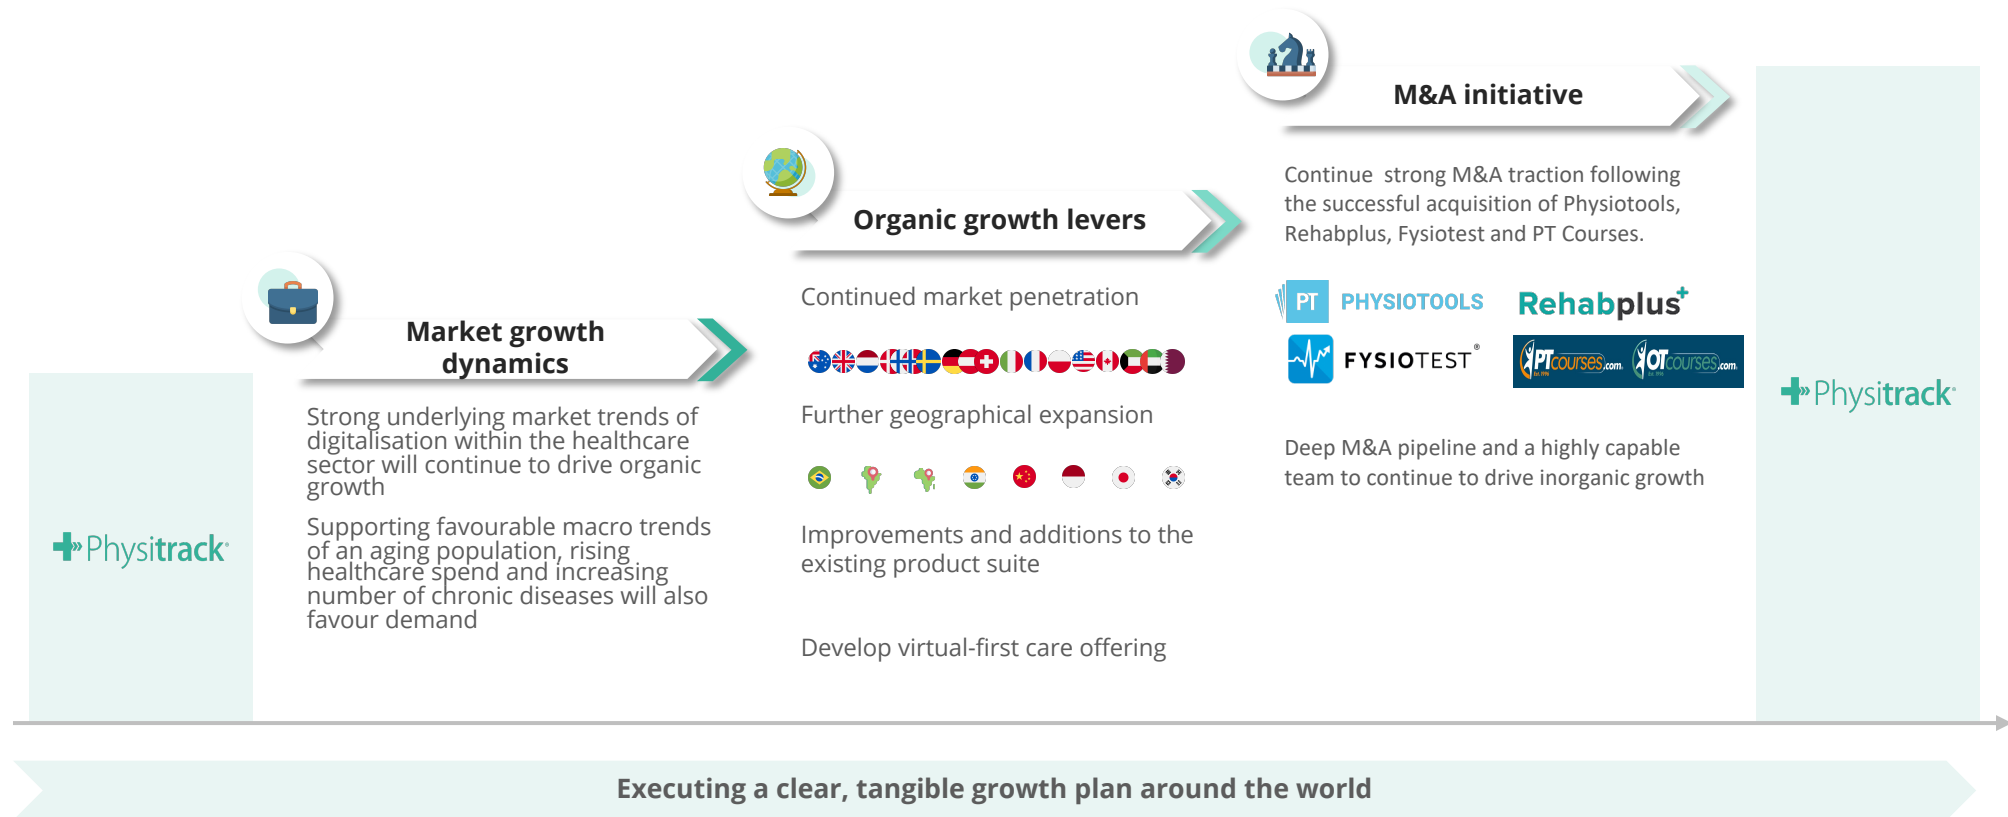 Physitrack
Market growth
dynamics
Strong underlying market trends of
digitalisation within the healthcare
sector will continue to drive organic
growth
Supporting favourable macro trends
of an aging population, rising
healthcare spend and increasing
number of chronic diseases will also
favour demand
Organic growth levers
Continued market penetration
Further geographical expansion
Improvements and additions to the
existing product suite
Develop virtual-first care offering
M&A initiative
Continue strong M&A traction following
the successful acquisition of Physiotools,
Rehabplus, Fysiotest and PT Courses.
PT PHYSIOTOOLS
Rehabplus+
FYSIOTEST®
PTcourses.com
Est. 1996
OTcourses.com
Est. 1996
Deep M&A pipeline and a highly capable
team to continue to drive inorganic growth
Physitrack
Executing a clear, tangible growth plan around the world